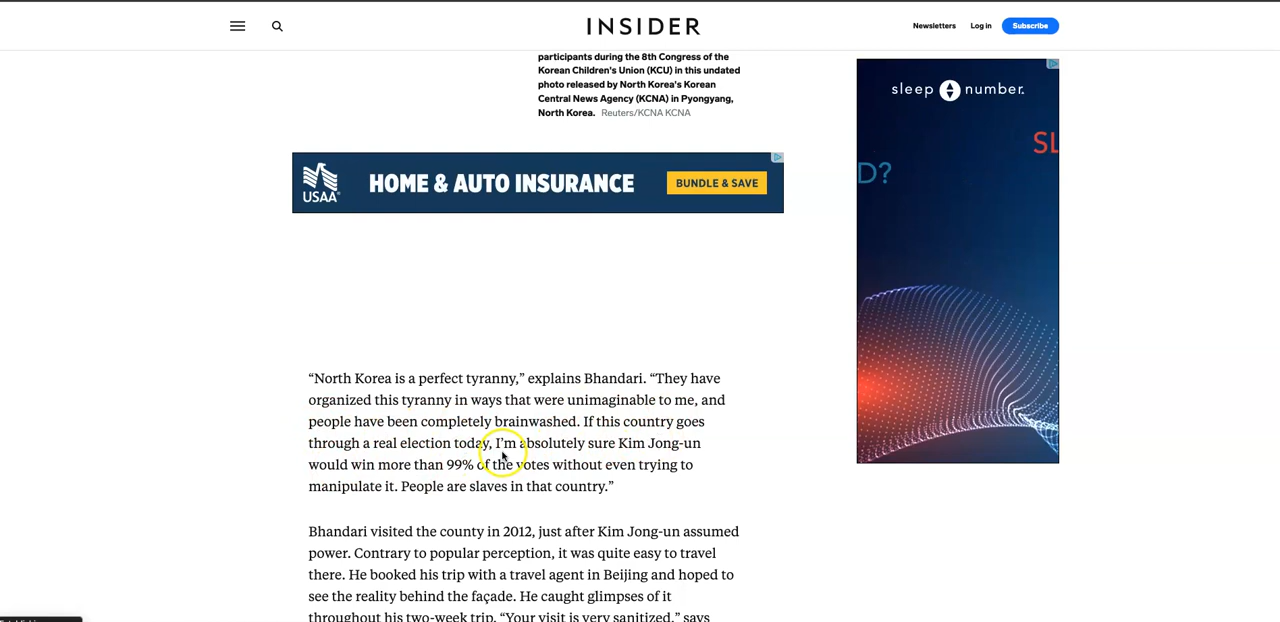 INSIDER
Newsletters
Log in
Subscribe
participants during the 8th Congress of the
Korean Children's Union (KCU) in this undated
photo released by North Korea's Korean
Central News Agency (KCNA) in Pyongyang,
North Korea. Reuters/KCNA KCNA
USAA®
HOME & AUTO INSURANCE
BUNDLE & SAVE
sleep number.
SL
D?
“North Korea is a perfect tyranny,” explains Bhandari. “They have
organized this tyranny in ways that were unimaginable to me, and
people have been completely brainwashed. If this country goes
through a real election today, I’m absolutely sure Kim Jong-un
would win more than 99% of the votes without even trying to
manipulate it. People are slaves in that country.”
Bhandari visited the county in 2012, just after Kim Jong-un assumed
power. Contrary to popular perception, it was quite easy to travel
there. He booked his trip with a travel agent in Beijing and hoped to
see the reality behind the façade. He caught glimpses of it
throughout his two-week trip. “Your visit is very sanitized,” says